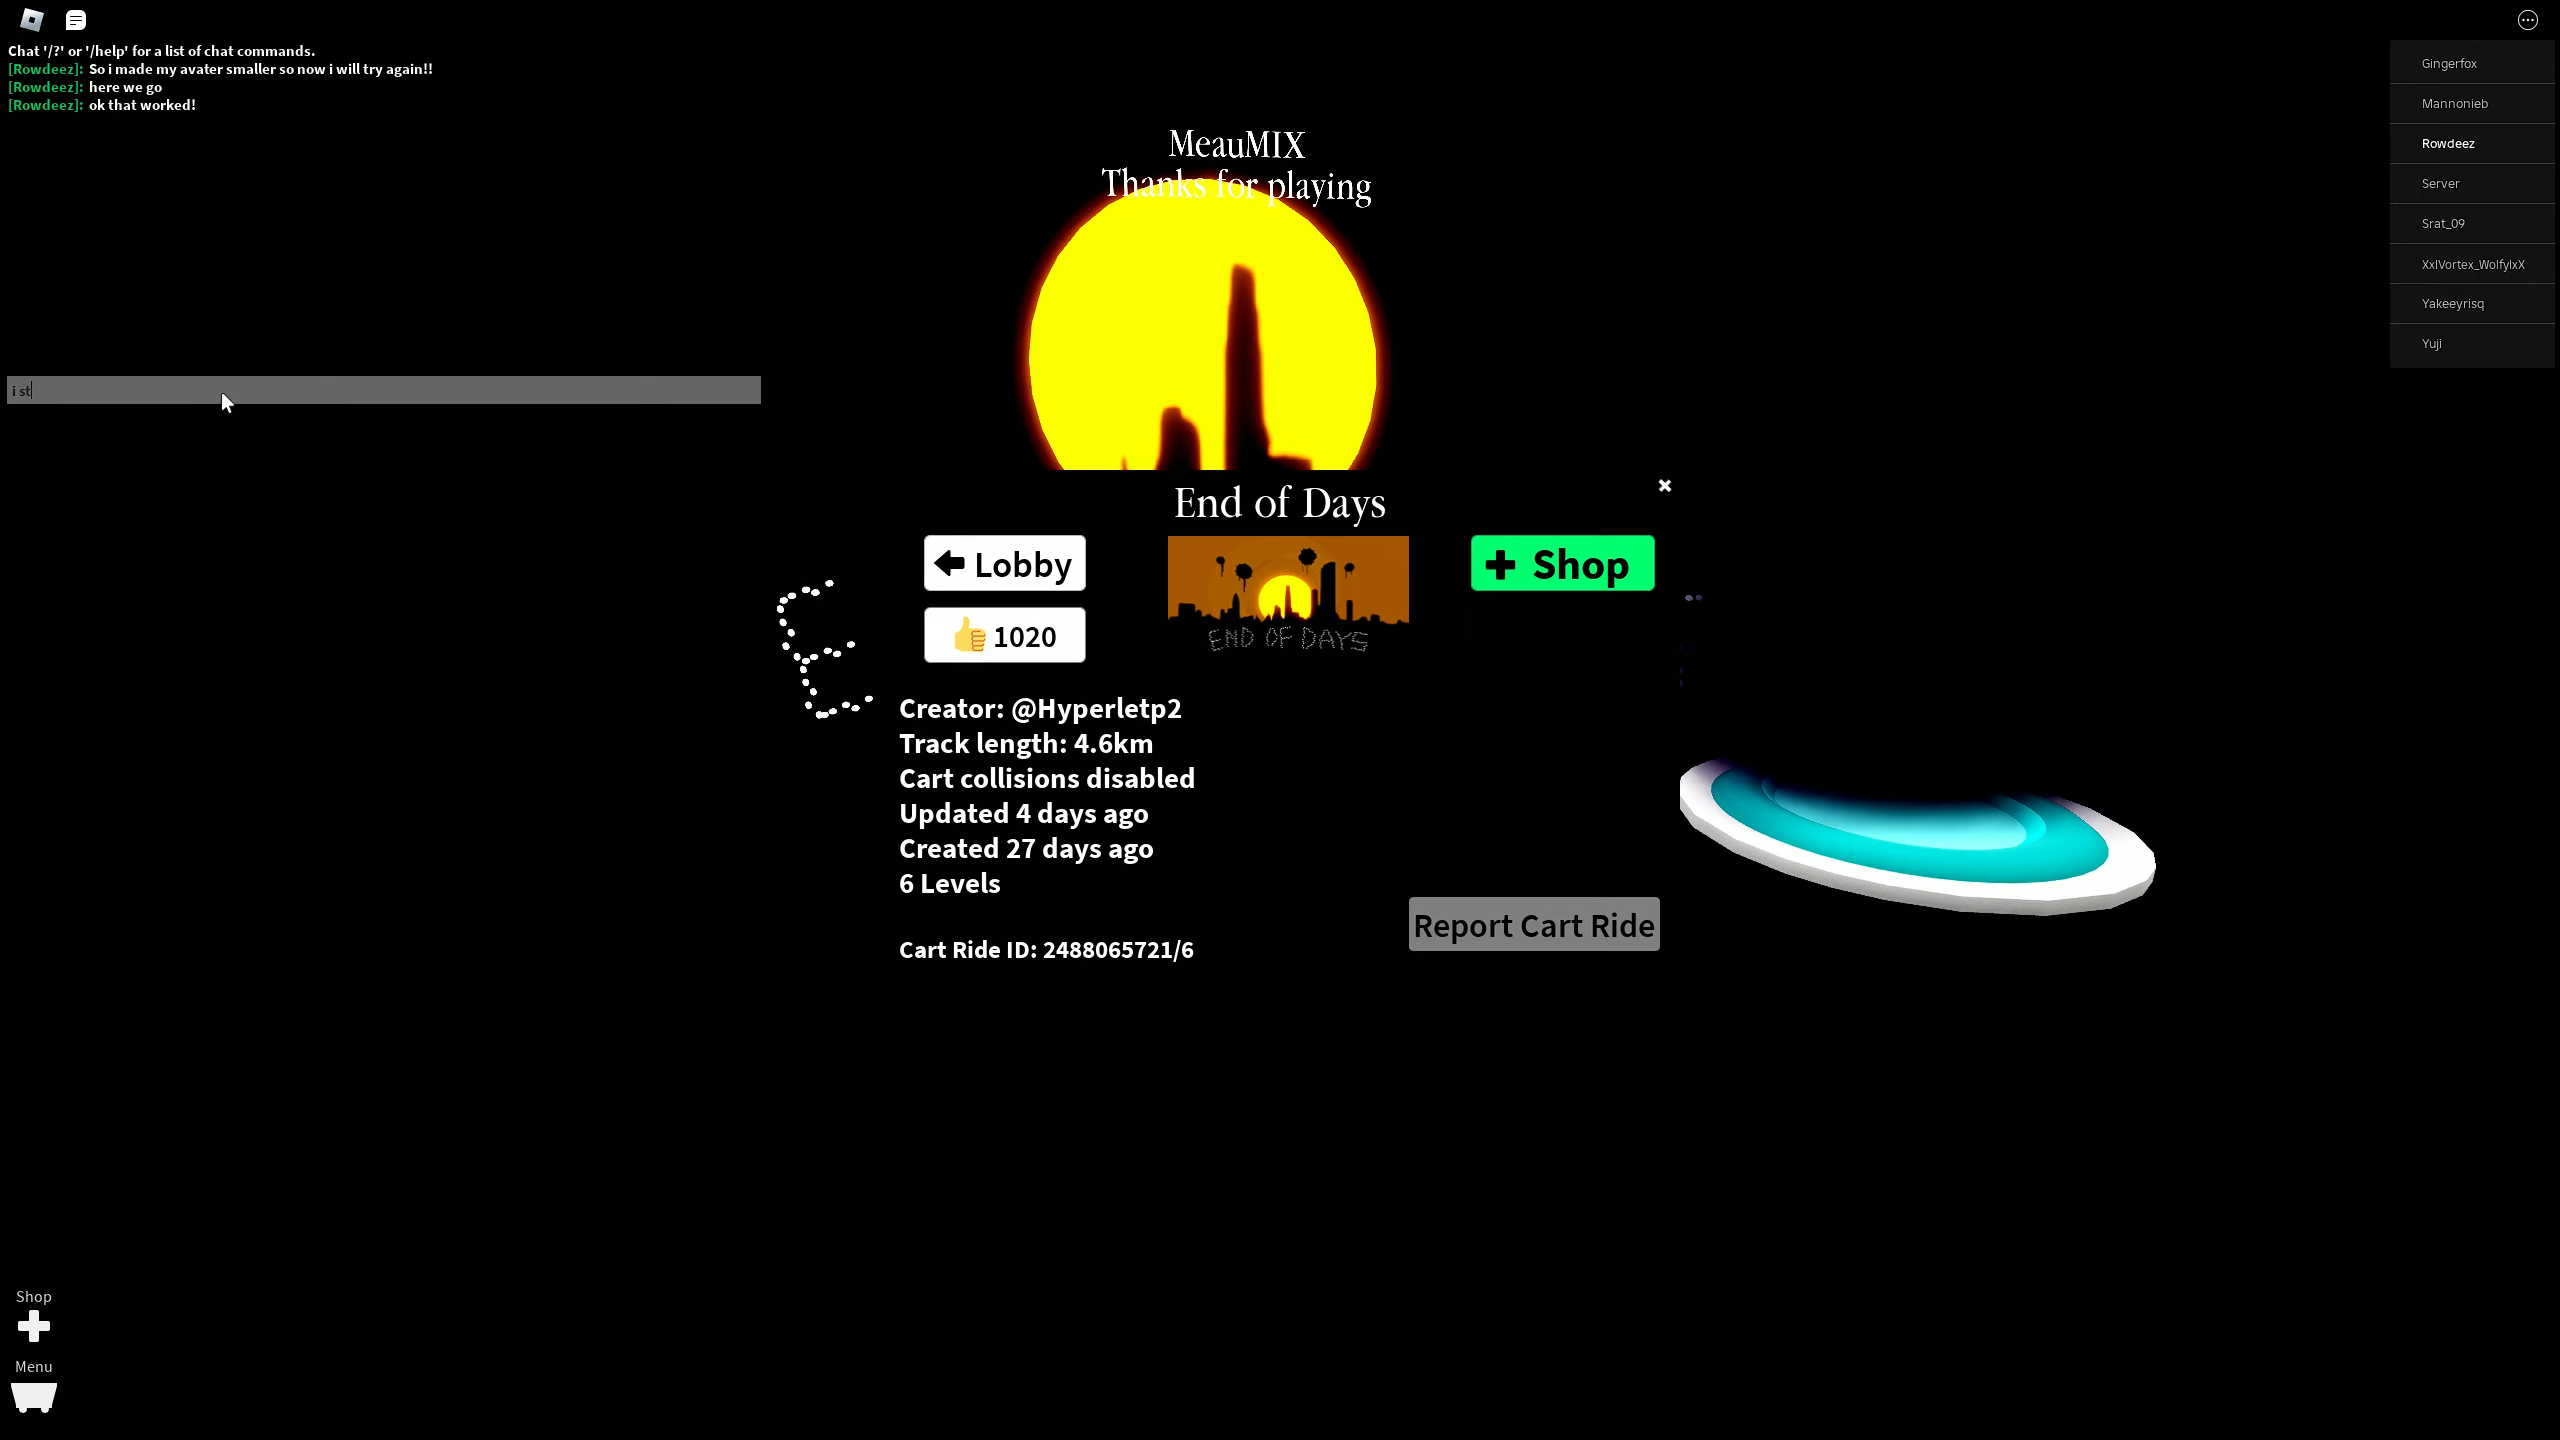 Chat '/?' or '/help' for a list of chat commands.
[Rowdeez]: So i made my avater smaller so now i will try again!!
[Rowdeez]: here we go
[Rowdeez]: ok that worked!
i st
MeauMIX
Thanks for playing
End of Days
Lobby
Shop
1020
END OF DAYS
E
Creator: @Hyperletp2
Track length: 4.6km
Cart collisions disabled
Updated 4 days ago
Created 27 days ago
6 Levels
Cart Ride ID: 2488065721/6
Report Cart Ride
Gingerfox
Mannonieb
Rowdeez
Server
Srat_09
XxIVortex_WolfyIxX
Yakeeyrisq
Yuji
Shop
Menu